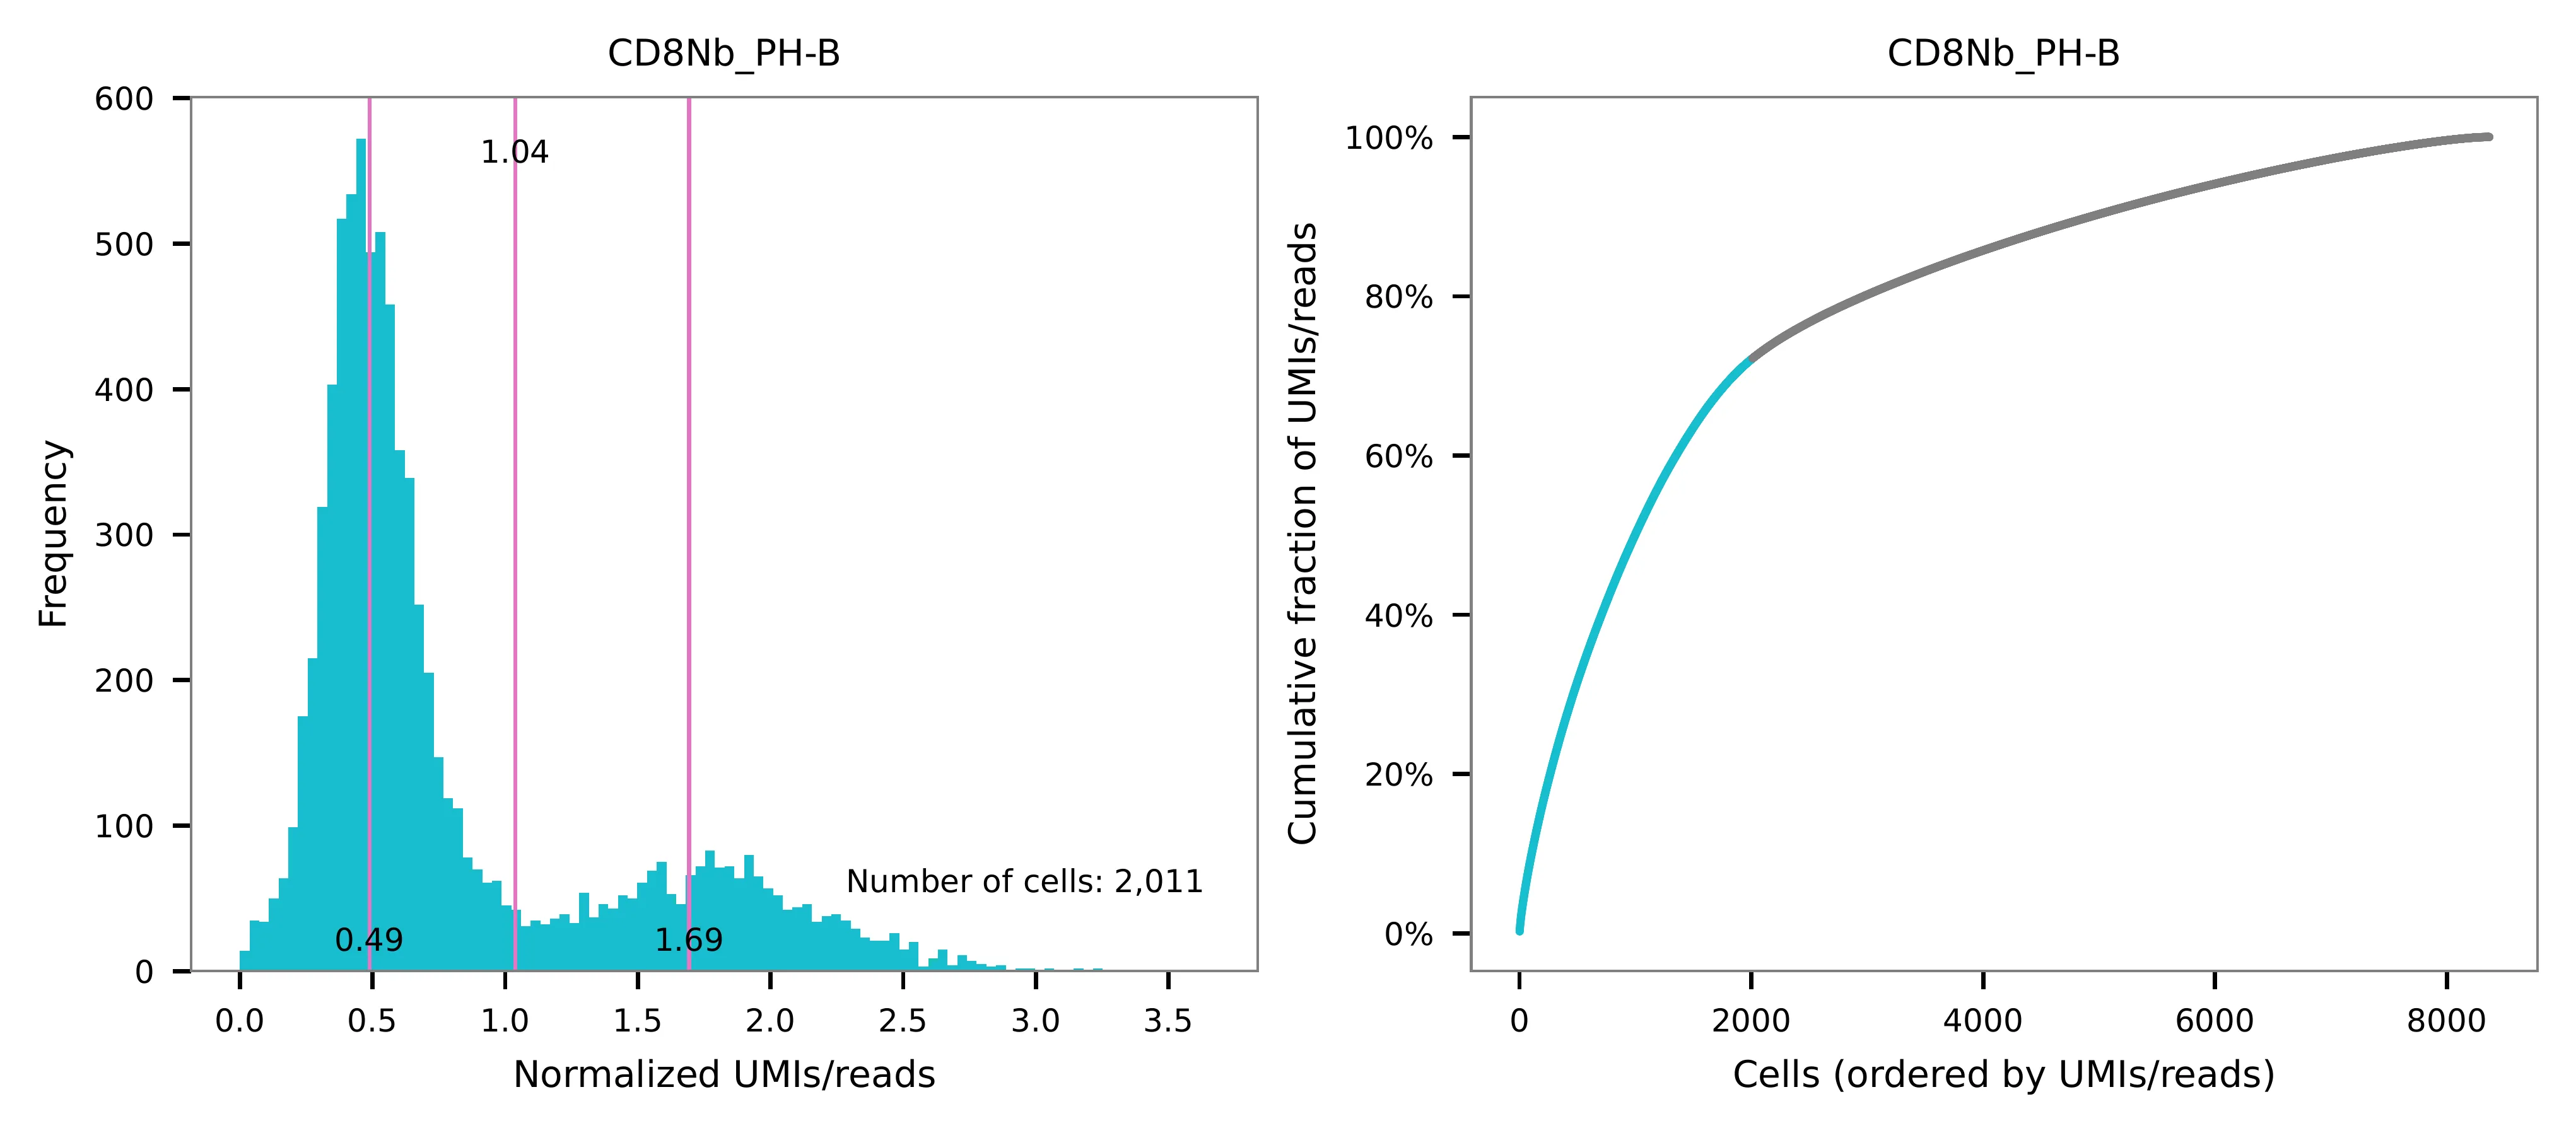 CD8Nb_PH-B
600
500
400
300
200
100
0
Frequency
1.04
0.49
1.69
Number of cells: 2,011
0.0 0.5 1.0 1.5 2.0 2.5 3.0 3.5
Normalized UMIs/reads
CD8Nb_PH-B
100%
80%
60%
40%
20%
0%
Cumulative fraction of UMIs/reads
0 2000 4000 6000 8000
Cells (ordered by UMIs/reads)